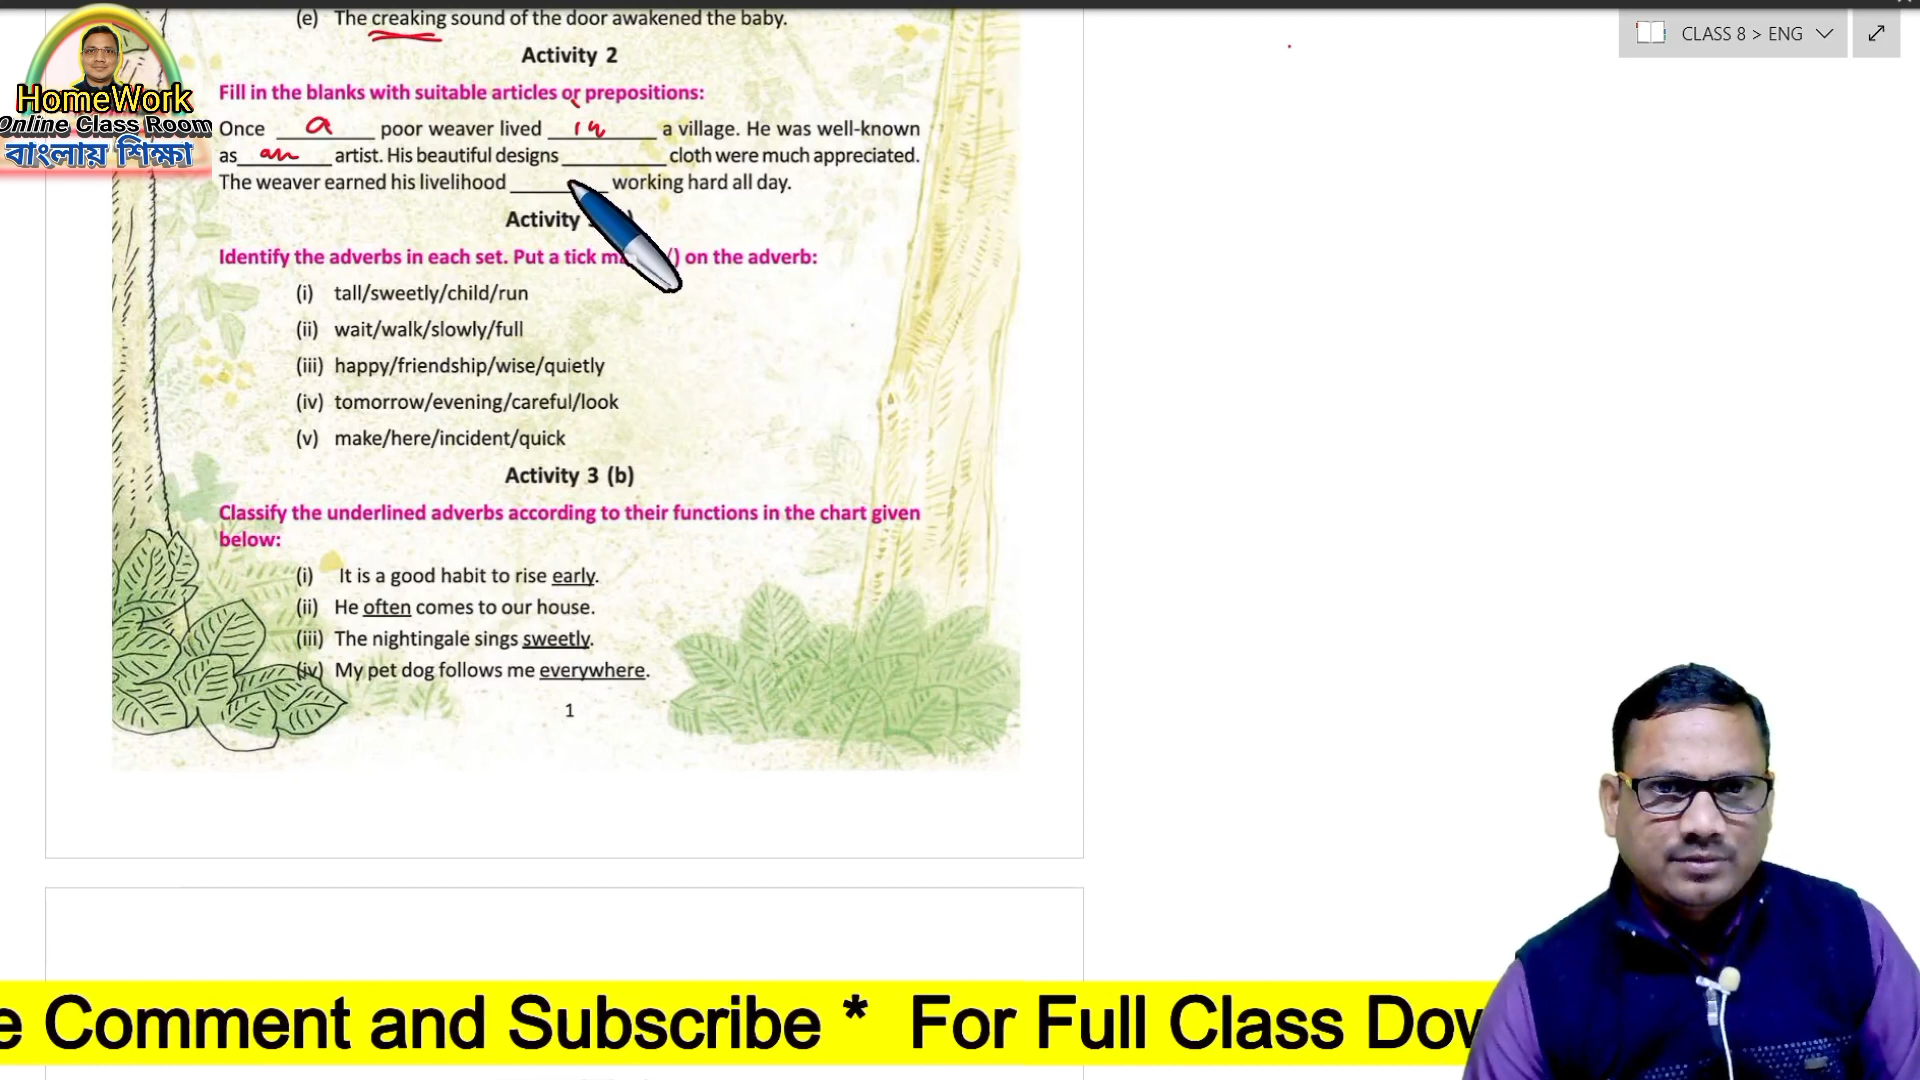 (e) The creaking sound of the door awakened the baby.
CLASS 8 > ENG
Activity 2
HomeWork
Online Class Room
বাংলায় শিক্ষা
Fill in the blanks with suitable articles or prepositions:
Once a poor weaver lived in a village. He was well-known
as an artist. His beautiful designs ________ cloth were much appreciated.
The weaver earned his livelihood ________ working hard all day.
Activity
Identify the adverbs in each set. Put a tick () on the adverb:
(i) tall/sweetly/child/run
(ii) wait/walk/slowly/full
(iii) happy/friendship/wise/quietly
(iv) tomorrow/evening/careful/look
(v) make/here/incident/quick
Activity 3 (b)
Classify the underlined adverbs according to their functions in the chart given
below:
(i) It is a good habit to rise early.
(ii) He often comes to our house.
(iii) The nightingale sings sweetly.
(iv) My pet dog follows me everywhere.
1
e Comment and Subscribe * For Full Class Dow